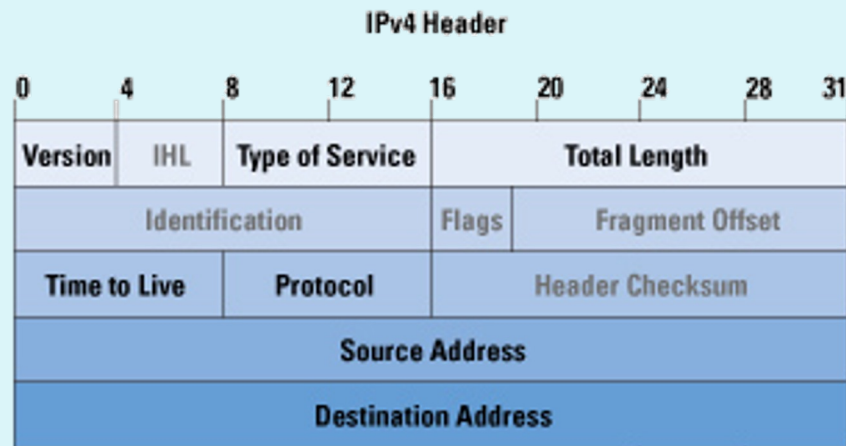 IPv4 Header
0 4 8 12 16 20 24 28 31
Version IHL Type of Service Total Length
Identification Flags Fragment Offset
Time to Live Protocol Header Checksum
Source Address
Destination Address